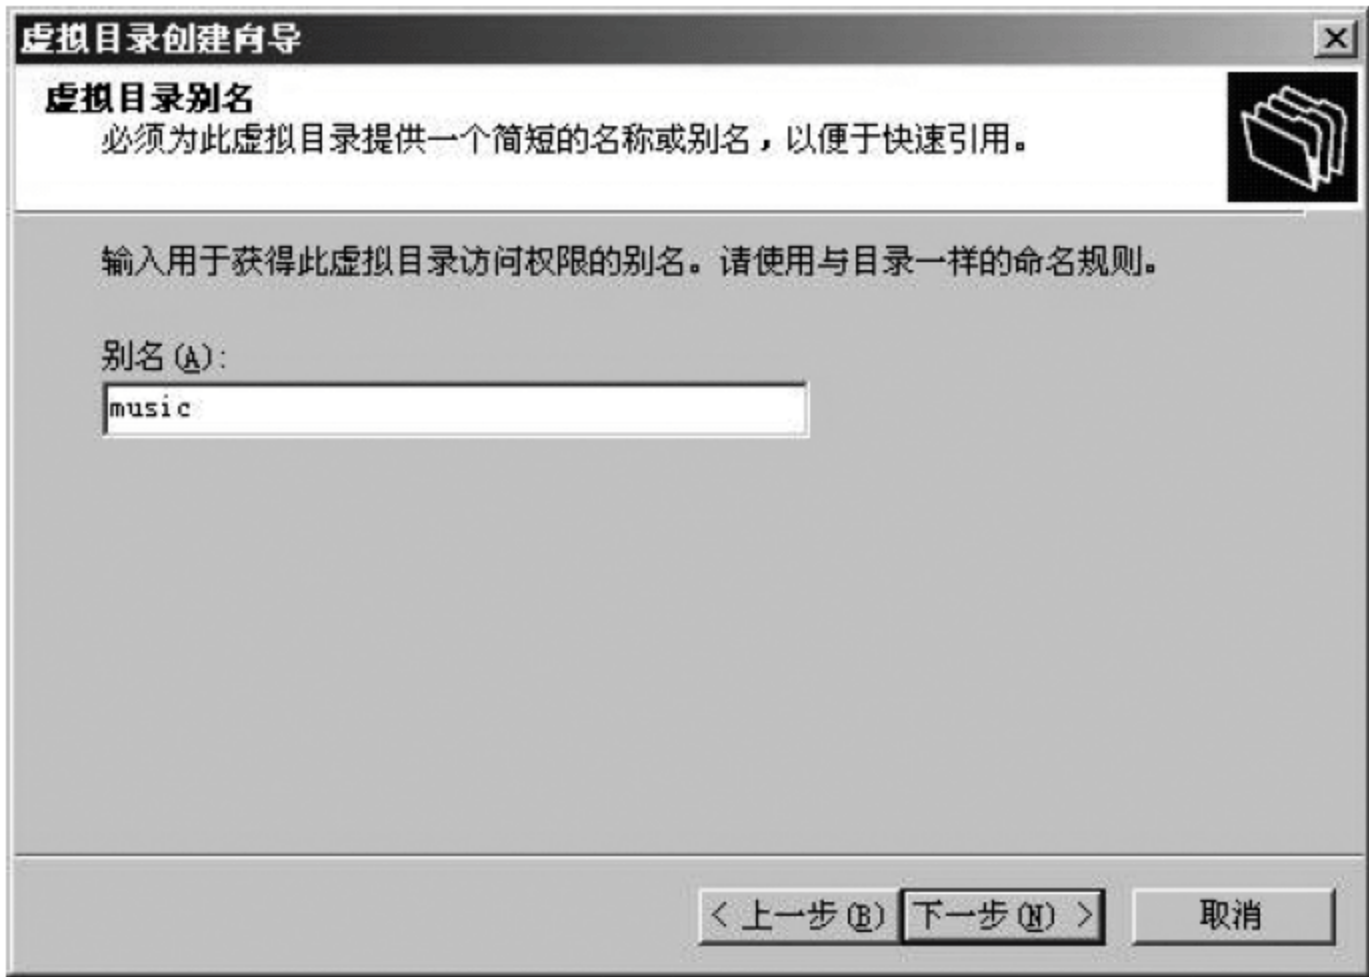 虚拟目录创建向导
虚拟目录别名
必须为此虚拟目录提供一个简短的名称或别名，以便于快速引用。
输入用于获得此虚拟目录访问权限的别名。请使用与目录一样的命名规则。
别名(A):
music
< 上一步(B) 下一步(N) > 取消